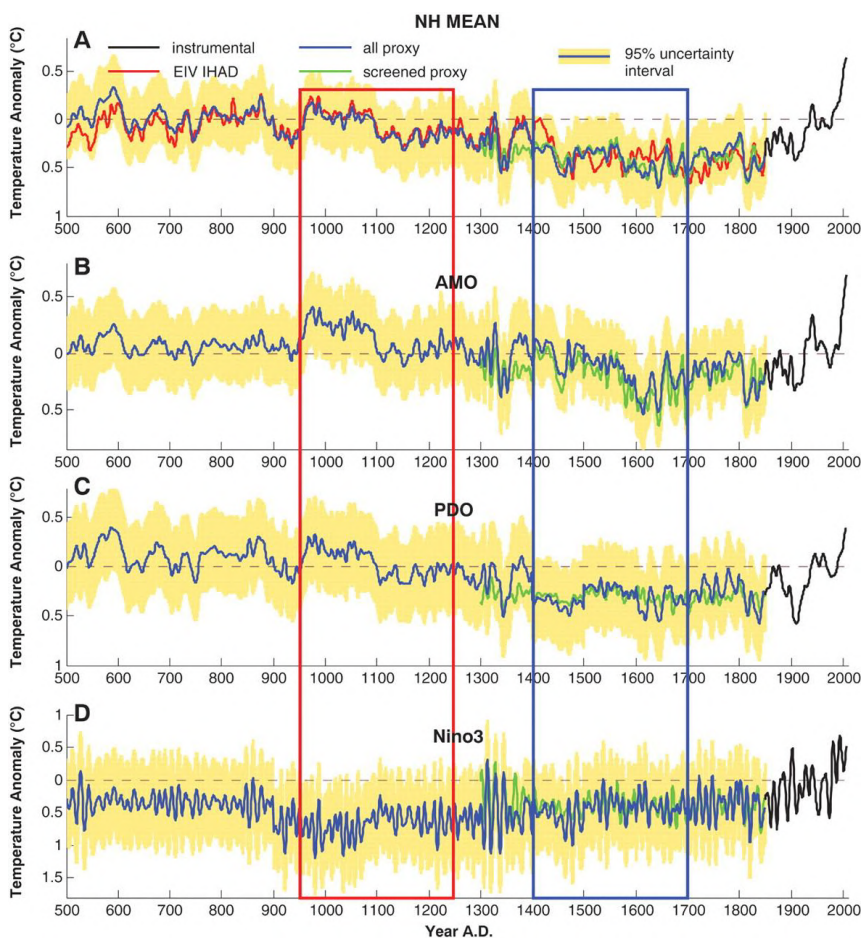 NH MEAN
A
instrumental
EIV IHAD
all proxy
screened proxy
95% uncertainty
interval
Temperature Anomaly (°C)
0.5
0
0.5
1
500 600 700 800 900 1000 1100 1200 1300 1400 1500 1600 1700 1800 1900 2000
B
AMO
Temperature Anomaly (°C)
0.5
0
0.5
500 600 700 800 900 1000 1100 1200 1300 1400 1500 1600 1700 1800 1900 2000
C
PDO
Temperature Anomaly (°C)
0.5
0
0.5
1
500 600 700 800 900 1000 1100 1200 1300 1400 1500 1600 1700 1800 1900 2000
D
Nino3
Temperature Anomaly (°C)
1
0.5
0
0.5
1
1.5
500 600 700 800 900 1000 1100 1200 1300 1400 1500 1600 1700 1800 1900 2000
Year A.D.